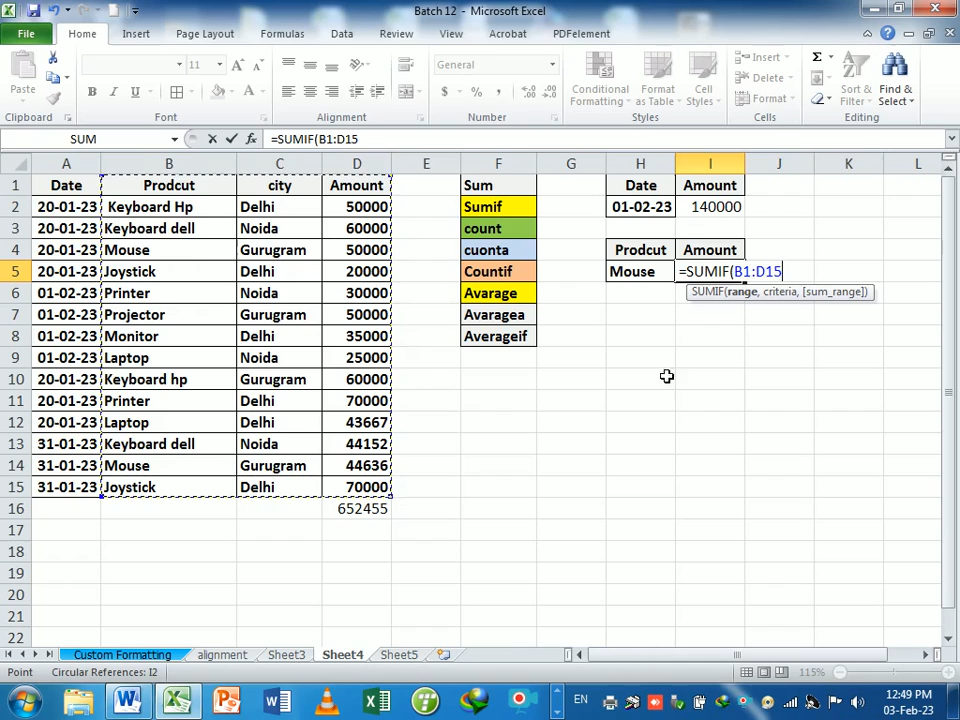 Batch 12 - Microsoft Excel
File Home Insert Page Layout Formulas Data Review View Acrobat PDFelement
Paste
Clipboard
11
B I U
Font
Alignment
General
$ % ,
Number
Conditional Formatting
Format as Table
Cell Styles
Styles
Insert
Delete
Format
Cells
Sort & Filter
Find & Select
Editing
SUM =SUMIF(B1:D15
A B C D E F G H I J K L
1 Date Prodcut city Amount Sum Date Amount
2 20-01-23 Keyboard Hp Delhi 50000 Sumif 01-02-23 140000
3 20-01-23 Keyboard dell Noida 60000 count
4 20-01-23 Mouse Gurugram 50000 cuonta Prodcut Amount
5 20-01-23 Joystick Delhi 20000 Countif Mouse =SUMIF(B1:D15
6 01-02-23 Printer Noida 30000 Avarage SUMIF(range, criteria, [sum_range])
7 01-02-23 Projector Gurugram 50000 Avaragea
8 01-02-23 Monitor Delhi 35000 Averageif
9 01-02-23 Laptop Noida 25000
10 20-01-23 Keyboard hp Gurugram 60000
11 20-01-23 Printer Delhi 70000
12 20-01-23 Laptop Delhi 43667
13 31-01-23 Keyboard dell Noida 44152
14 31-01-23 Mouse Gurugram 44636
15 31-01-23 Joystick Delhi 70000
16 652455
17
18
19
20
21
22
Custom Formatting alignment Sheet3 Sheet4 Sheet5
Point Circular References: I2 115%
EN 12:49 PM
03-Feb-23